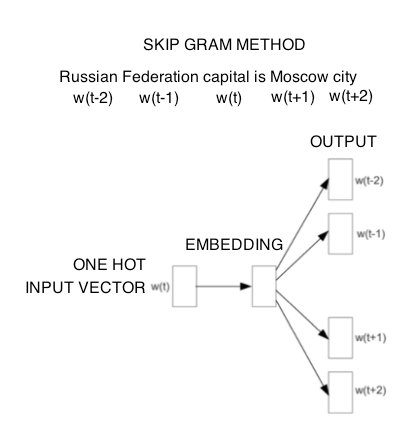 SKIP GRAM METHOD
Russian Federation capital is Moscow city
w(t-2) w(t-1) w(t) w(t+1) w(t+2)
OUTPUT
w(t-2)
w(t-1)
EMBEDDING
ONE HOT
INPUT VECTOR w(t)
w(t+1)
w(t+2)